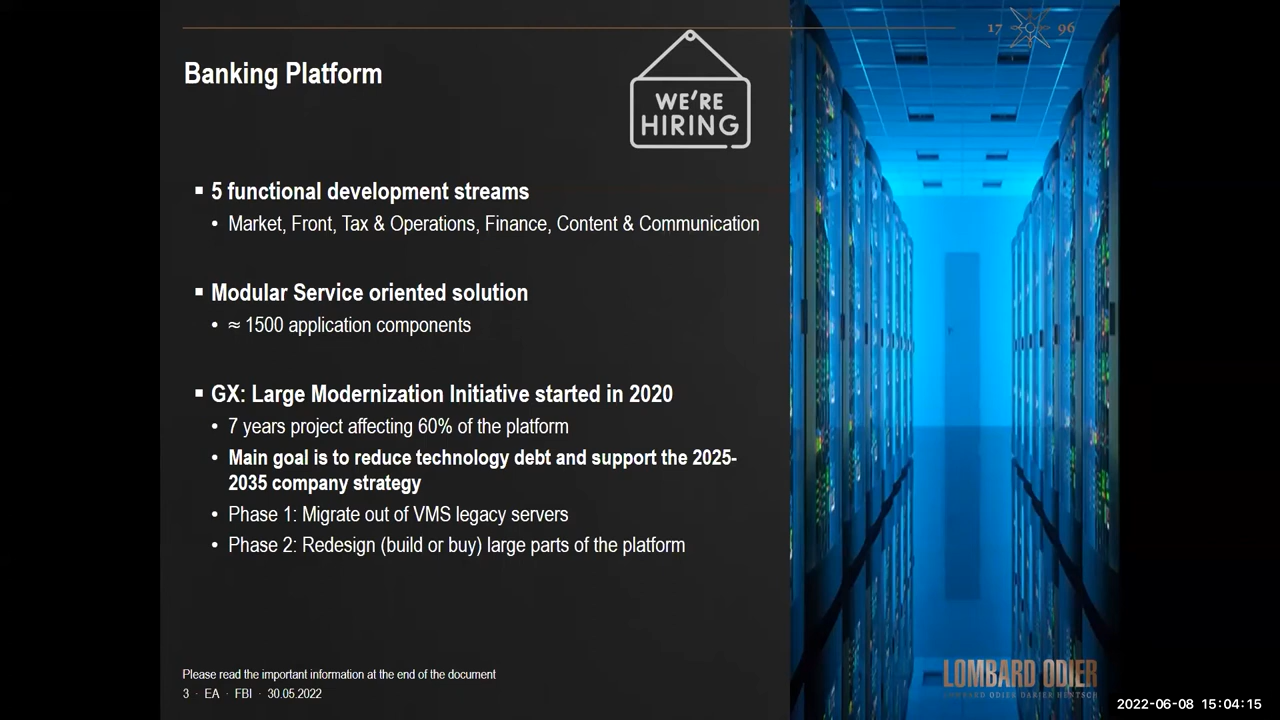 17 96
Banking Platform
WE'RE
HIRING
▪ 5 functional development streams
• Market, Front, Tax & Operations, Finance, Content & Communication
▪ Modular Service oriented solution
• ≈ 1500 application components
▪ GX: Large Modernization Initiative started in 2020
• 7 years project affecting 60% of the platform
• Main goal is to reduce technology debt and support the 2025-
2035 company strategy
• Phase 1: Migrate out of VMS legacy servers
• Phase 2: Redesign (build or buy) large parts of the platform
Please read the important information at the end of the document
3 · EA · FBI · 30.05.2022
LOMBARD ODIER
LOMBARD ODIER DARIER HENTSCH
2022-06-08 15:04:15